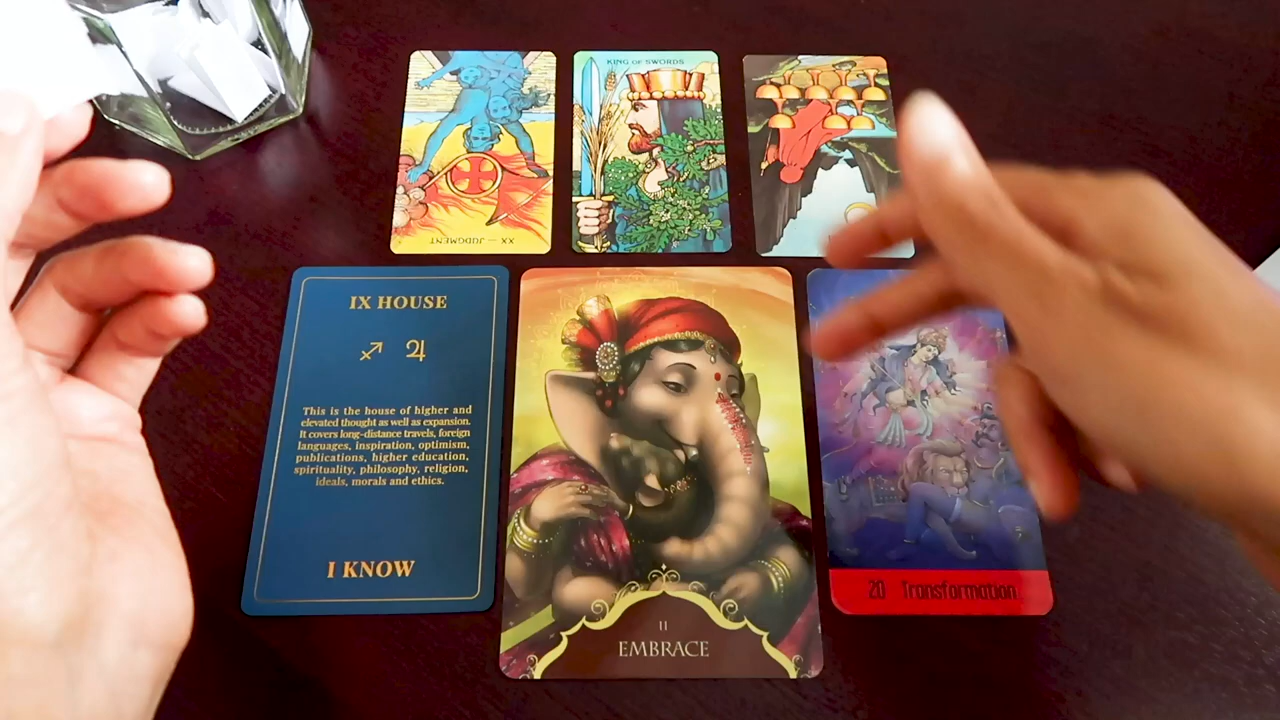 XX — JUDGMENT
KING OF SWORDS
IX HOUSE
♐ ♃
This is the house of higher and
elevated thought as well as expansion.
It covers long-distance travels, foreign
languages, inspiration, optimism,
publications, higher education,
spirituality, philosophy, religion,
ideals, morals and ethics.
I KNOW
11
EMBRACE
20 Transformation